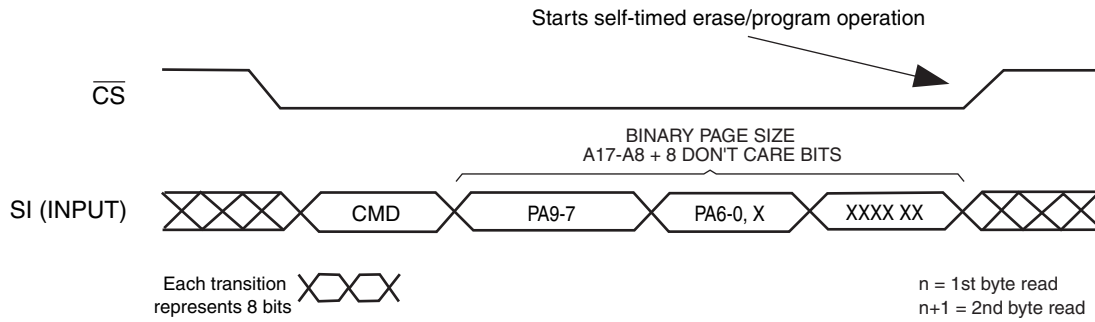 Starts self-timed erase/program operation
CS
BINARY PAGE SIZE
A17-A8 + 8 DON'T CARE BITS
SI (INPUT)
CMD
PA9-7
PA6-0, X
XXXX XX
Each transition
represents 8 bits
n = 1st byte read
n+1 = 2nd byte read